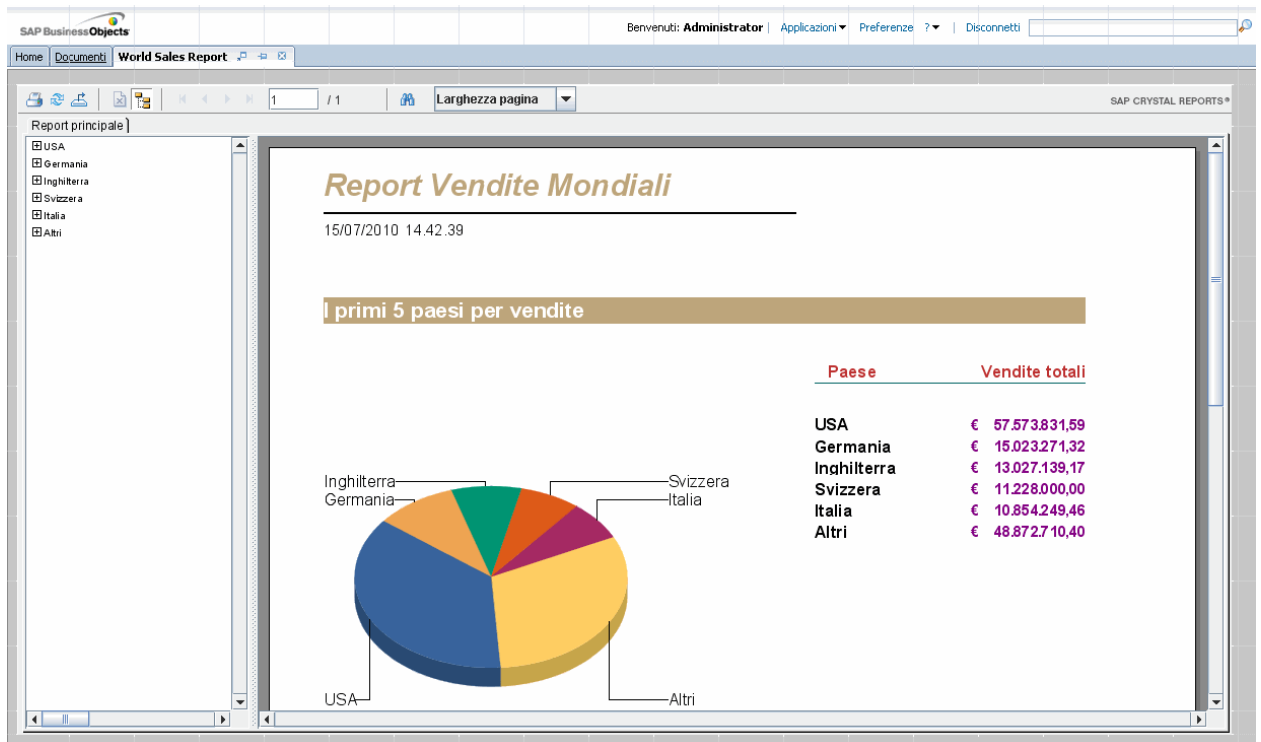 SAP BusinessObjects
Benvenuti: Administrator | Applicazioni Preferenze ? | Disconnetti
Home Documenti World Sales Report
1 / 1 Larghezza pagina SAP CRYSTAL REPORTS®
Report principale
USA
Germania
Inghilterra
Svizzera
Italia
Altri
Report Vendite Mondiali
15/07/2010 14.42.39
I primi 5 paesi per vendite
Paese Vendite totali
USA € 57.573.831,59
Germania € 15.023.271,32
Inghilterra € 13.027.139,17
Svizzera € 11.228.000,00
Italia € 10.854.249,46
Altri € 48.872.710,40
Inghilterra Svizzera
Germania Italia
USA Altri